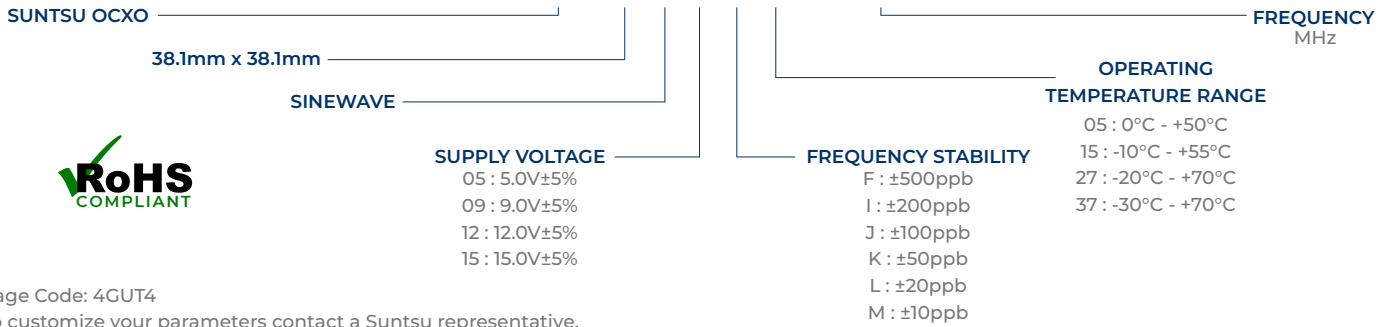 SUNTSU OCXO
38.1mm x 38.1mm
SINEWAVE
RoHS
COMPLIANT
SUPPLY VOLTAGE
05 : 5.0V±5%
09 : 9.0V±5%
12 : 12.0V±5%
15 : 15.0V±5%
FREQUENCY STABILITY
F : ±500ppb
I : ±200ppb
J : ±100ppb
K : ±50ppb
L : ±20ppb
M : ±10ppb
OPERATING
TEMPERATURE RANGE
05 : 0°C - +50°C
15 : -10°C - +55°C
27 : -20°C - +70°C
37 : -30°C - +70°C
FREQUENCY
MHz
Code: 4GUT4
customize your parameters contact a Suntsu representative.